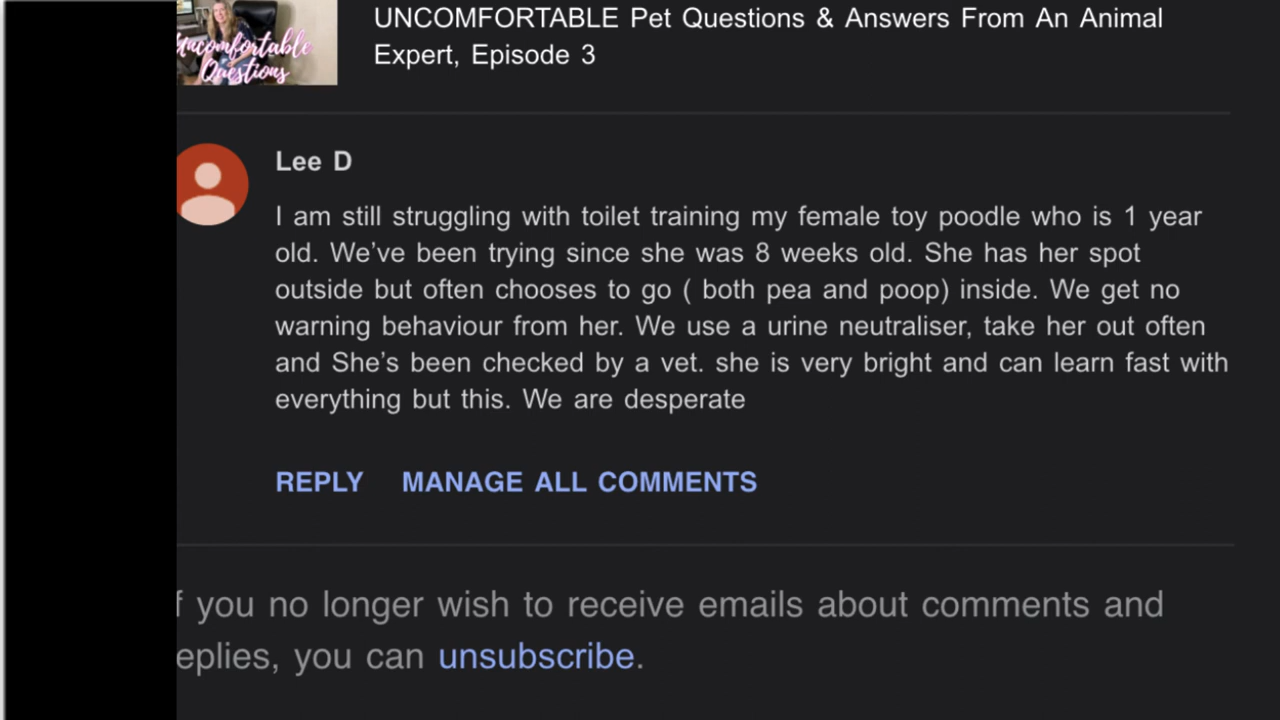 UNCOMFORTABLE Pet Questions & Answers From An Animal
Expert, Episode 3
Uncomfortable
Questions
Lee D
I am still struggling with toilet training my female toy poodle who is 1 year
old. We’ve been trying since she was 8 weeks old. She has her spot
outside but often chooses to go ( both pea and poop) inside. We get no
warning behaviour from her. We use a urine neutraliser, take her out often
and She’s been checked by a vet. she is very bright and can learn fast with
everything but this. We are desperate
REPLY MANAGE ALL COMMENTS
f you no longer wish to receive emails about comments and
eplies, you can unsubscribe.